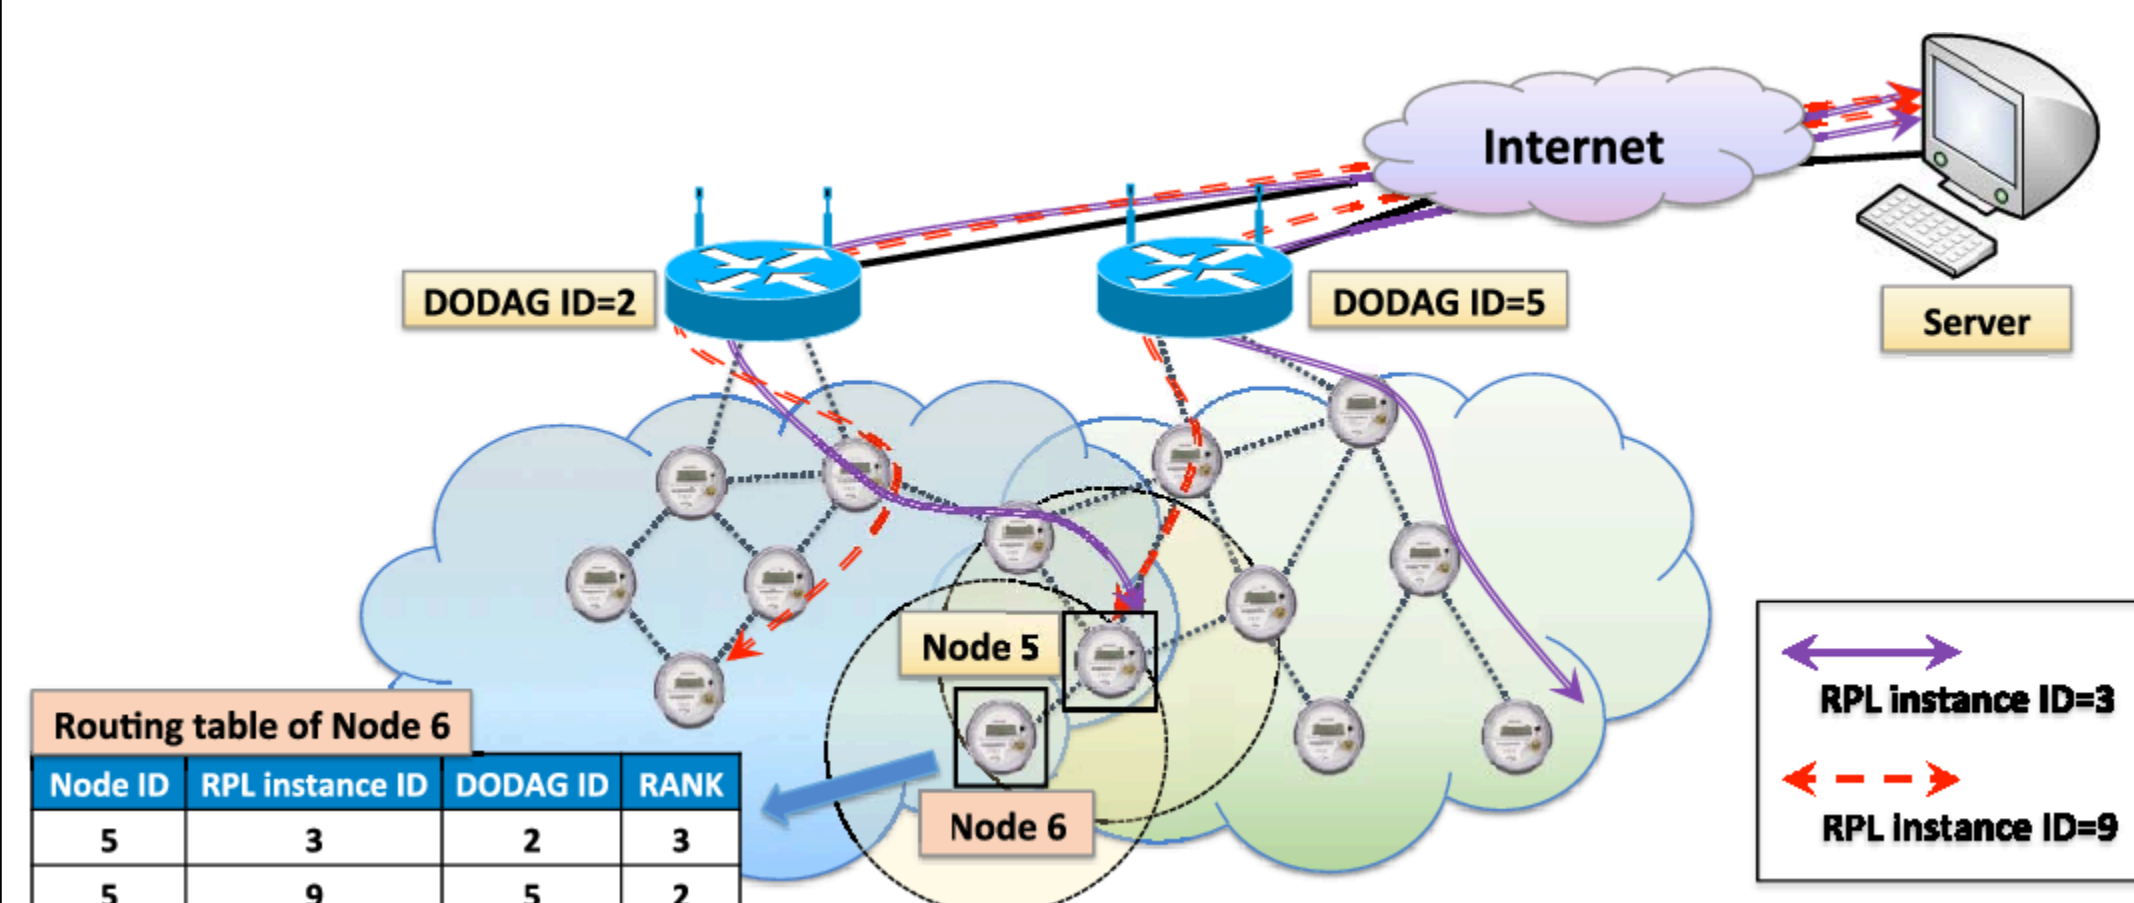 Internet
DODAG ID=2
DODAG ID=5
Server
Node 5
RPL instance ID=3
Routing table of Node 6
Node ID RPL instance ID DODAG ID RANK
5 3 2 3
5 9 5 2
Node 6
RPL instance ID=9